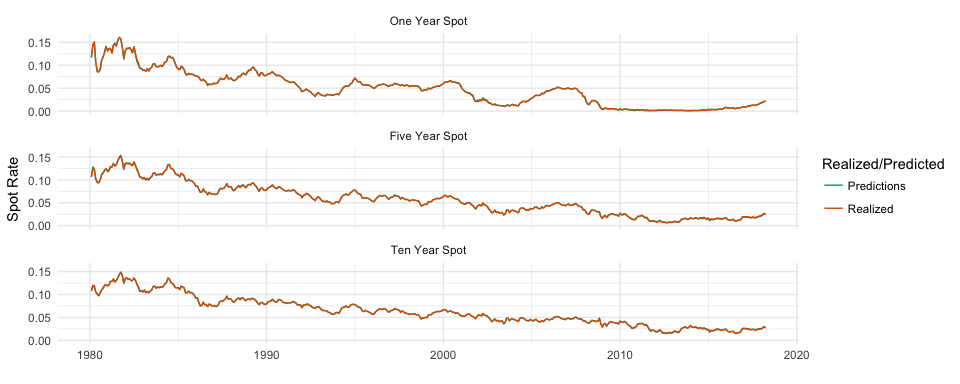 One Year Spot
0.15
0.10
0.05
0.00
Five Year Spot
0.15
0.10
0.05
0.00
Ten Year Spot
0.15
0.10
0.05
0.00
1980 1990 2000 2010 2020
Spot Rate
Realized/Predicted
Predictions
Realized